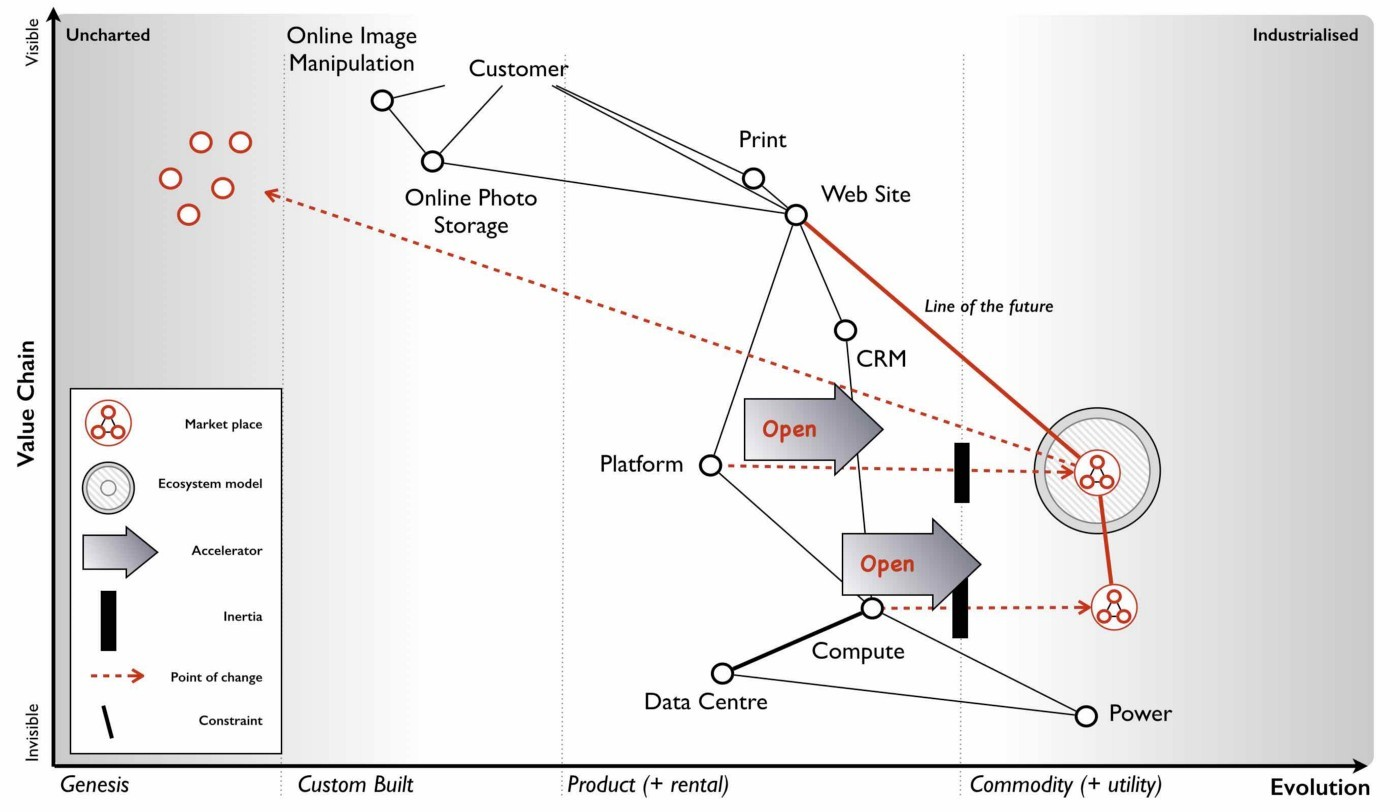 Visible
Uncharted
Online Image
Manipulation
Customer
Industrialised
Print
Web Site
Online Photo
Storage
Line of the future
CRM
Value Chain
Open
Platform
Market place
Ecosystem model
Accelerator
Inertia
Point of change
Constraint
Open
Compute
Data Centre
Power
Invisible
Genesis
Custom Built
Product (+ rental)
Commodity (+ utility)
Evolution